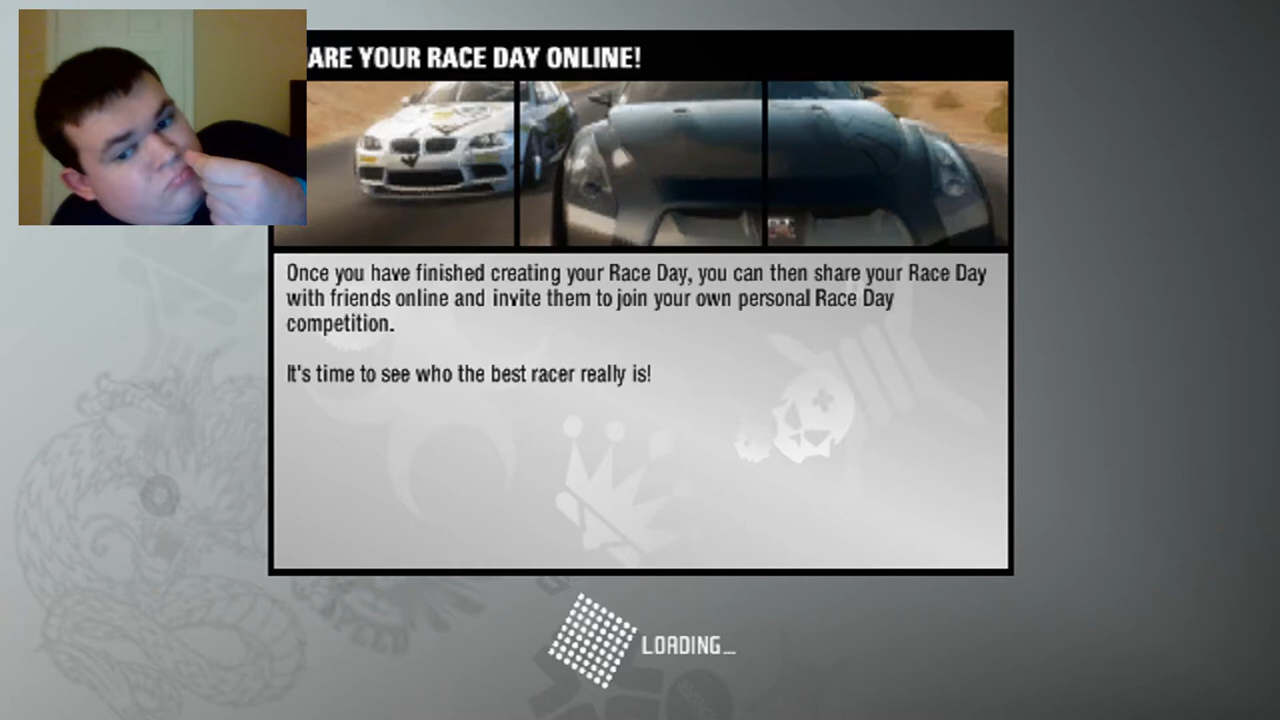 ARE YOUR RACE DAY ONLINE!
Once you have finished creating your Race Day, you can then share your Race Day
with friends online and invite them to join your own personal Race Day
competition.
It's time to see who the best racer really is!
LOADING...